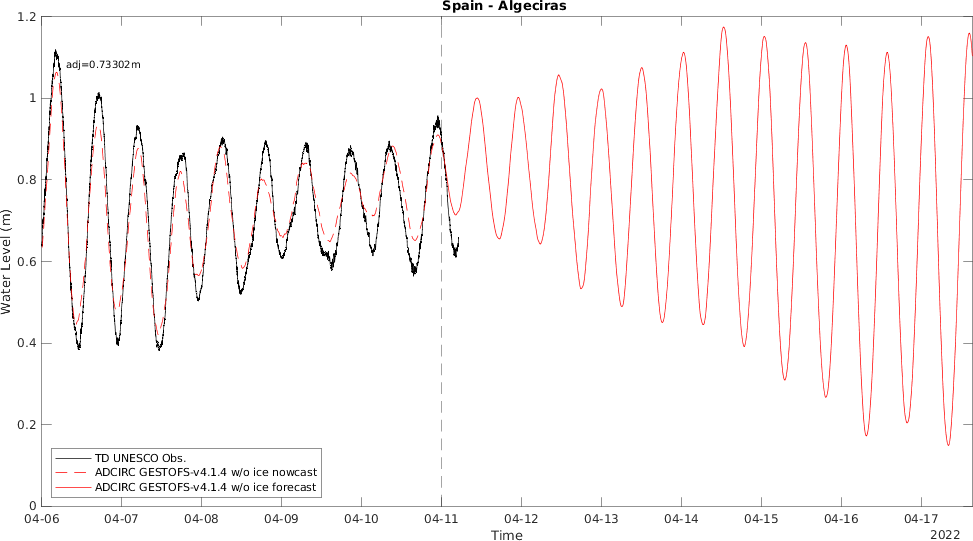 Spain - Algeciras
adj=0.73302m
Water Level (m)
1.2
1
0.8
0.6
0.4
0.2
0
TD UNESCO Obs.
ADCIRC GESTOFS-v4.1.4 w/o ice nowcast
ADCIRC GESTOFS-v4.1.4 w/o ice forecast
04-06 04-07 04-08 04-09 04-10 04-11 04-12 04-13 04-14 04-15 04-16 04-17
Time
2022